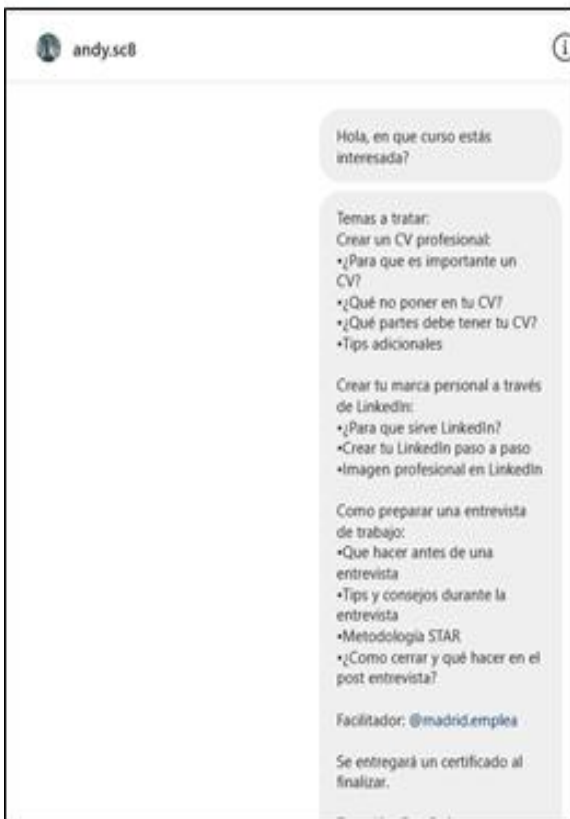 andy.sc8
Hola, en que curso estás
interesada?
Temas a tratar:
Crear un CV profesional:
•¿Para que es importante un
CV?
•¿Qué no poner en tu CV?
•¿Qué partes debe tener tu CV?
•Tips adicionales
Crear tu marca personal a través
de LinkedIn:
•¿Para que sirve LinkedIn?
•Crear tu LinkedIn paso a paso
•Imagen profesional en LinkedIn
Como preparar una entrevista
de trabajo:
•Que hacer antes de una
entrevista
•Tips y consejos durante la
entrevista
•Metodología STAR
•¿Como cerrar y qué hacer en el
post entrevista?
Facilitador: @madrid.emplea
Se entregará un certificado al
finalizar.